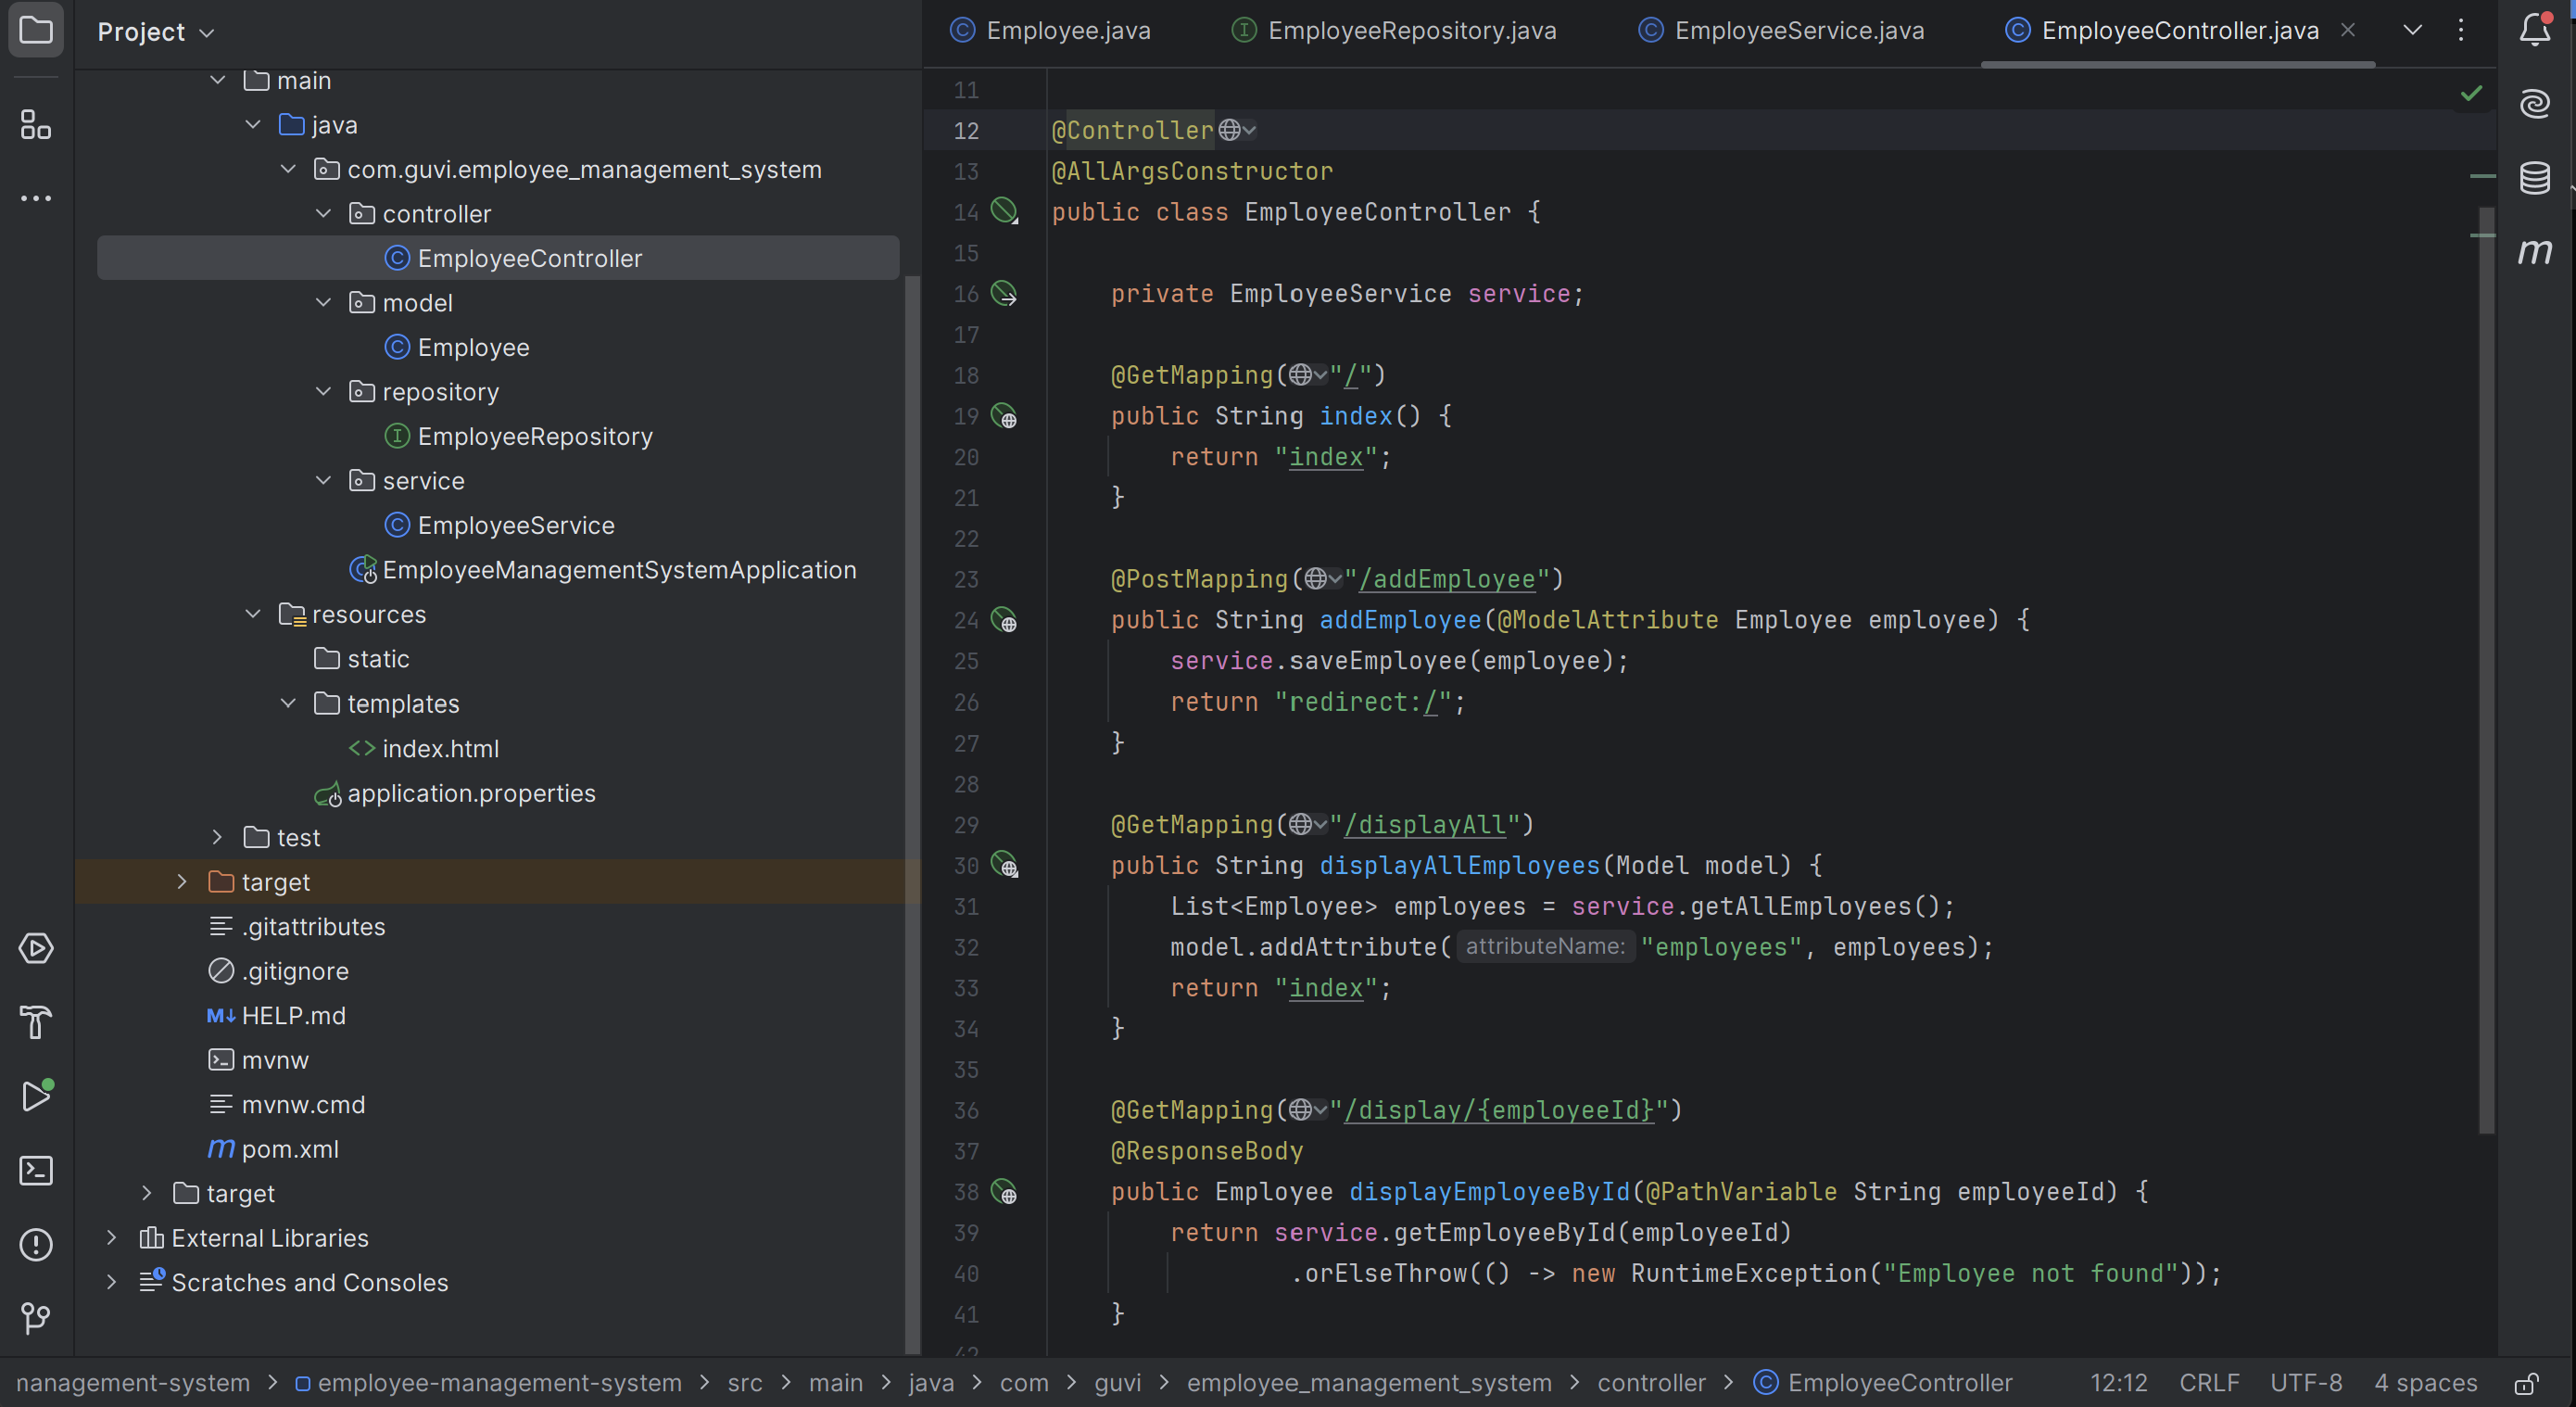 Project
main
java
com.guvi.employee_management_system
controller
EmployeeController
model
Employee
repository
EmployeeRepository
service
EmployeeService
EmployeeManagementSystemApplication
resources
static
templates
index.html
application.properties
test
target
.gitattributes
.gitignore
M↓ HELP.md
mvnw
mvnw.cmd
m pom.xml
target
External Libraries
Scratches and Consoles
C Employee.java I EmployeeRepository.java C EmployeeService.java C EmployeeController.java
11
12 @Controller
13 @AllArgsConstructor
14 public class EmployeeController {
15
16 private EmployeeService service;
17
18 @GetMapping("/")
19 public String index() {
20 return "index";
21 }
22
23 @PostMapping("/addEmployee")
24 public String addEmployee(@ModelAttribute Employee employee) {
25 service.saveEmployee(employee);
26 return "redirect:/";
27 }
28
29 @GetMapping("/displayAll")
30 public String displayAllEmployees(Model model) {
31 List<Employee> employees = service.getAllEmployees();
32 model.addAttribute( attributeName: "employees", employees);
33 return "index";
34 }
35
36 @GetMapping("/display/{employeeId}")
37 @ResponseBody
38 public Employee displayEmployeeById(@PathVariable String employeeId) {
39 return service.getEmployeeById(employeeId)
40 .orElseThrow(() -> new RuntimeException("Employee not found"));
41 }
42
m
nanagement-system > employee-management-system > src > main > java > com > guvi > employee_management_system > controller > C EmployeeController 12:12 CRLF UTF-8 4 spaces